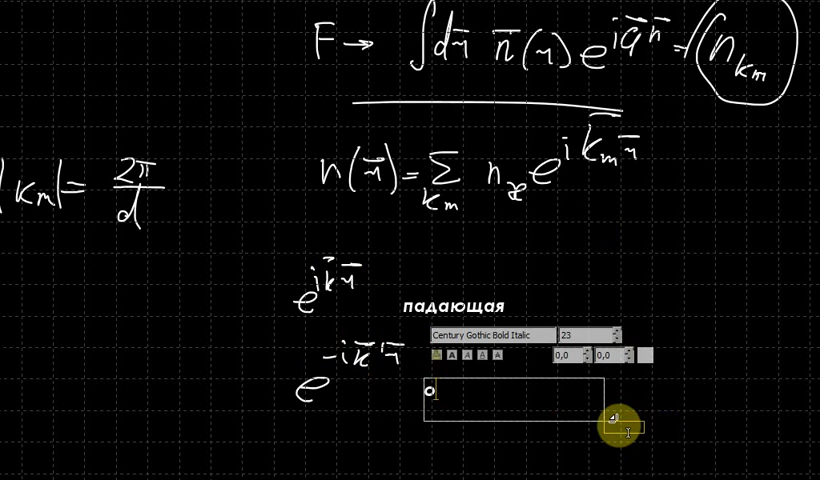 F → ∫dr̄ n̄(r) e^{iq̄r̄} = n_{km}
n(r̄) = Σ_{km} n_æ e^{ik̄_m r̄}
|km| = 2π/d
e^{ik̄r̄}
падающая
Century Gothic Bold Italic 23
0,0 0,0
e^{-ik̄'r̄}
о